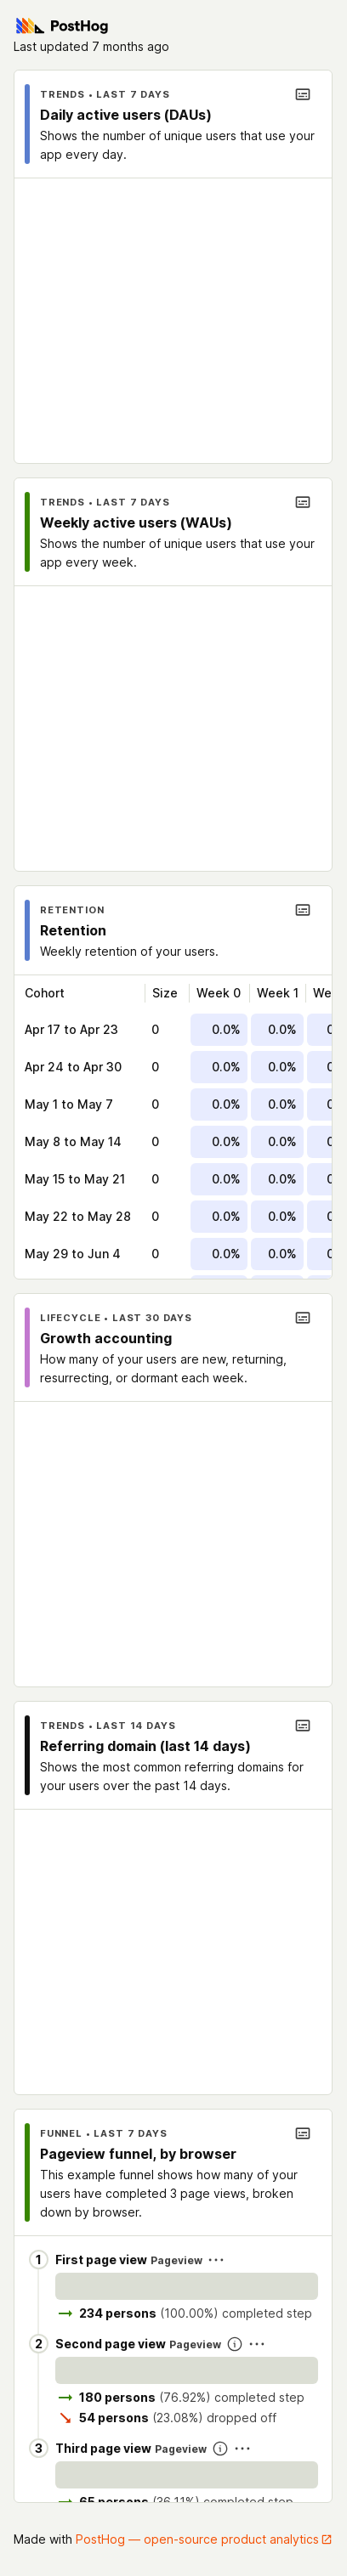 PostHog
Last updated 7 months ago
TRENDS • LAST 7 DAYS
Daily active users (DAUs)
Shows the number of unique users that use your
app every day.
TRENDS • LAST 7 DAYS
Weekly active users (WAUs)
Shows the number of unique users that use your
app every week.
RETENTION
Retention
Weekly retention of your users.
Cohort Size Week 0 Week 1
Apr 17 to Apr 23 0 0.0% 0.0%
Apr 24 to Apr 30 0 0.0% 0.0%
May 1 to May 7 0 0.0% 0.0%
May 8 to May 14 0 0.0% 0.0%
May 15 to May 21 0 0.0% 0.0%
May 22 to May 28 0 0.0% 0.0%
May 29 to Jun 4 0 0.0% 0.0%
LIFECYCLE • LAST 30 DAYS
Growth accounting
How many of your users are new, returning,
resurrecting, or dormant each week.
TRENDS • LAST 14 DAYS
Referring domain (last 14 days)
Shows the most common referring domains for
your users over the past 14 days.
FUNNEL • LAST 7 DAYS
Pageview funnel, by browser
This example funnel shows how many of your
users have completed 3 page views, broken
down by browser.
1 First page view Pageview
234 persons (100.00%) completed step
2 Second page view Pageview
180 persons (76.92%) completed step
54 persons (23.08%) dropped off
3 Third page view Pageview
65 persons (36.11%) completed step
Made with PostHog — open-source product analytics